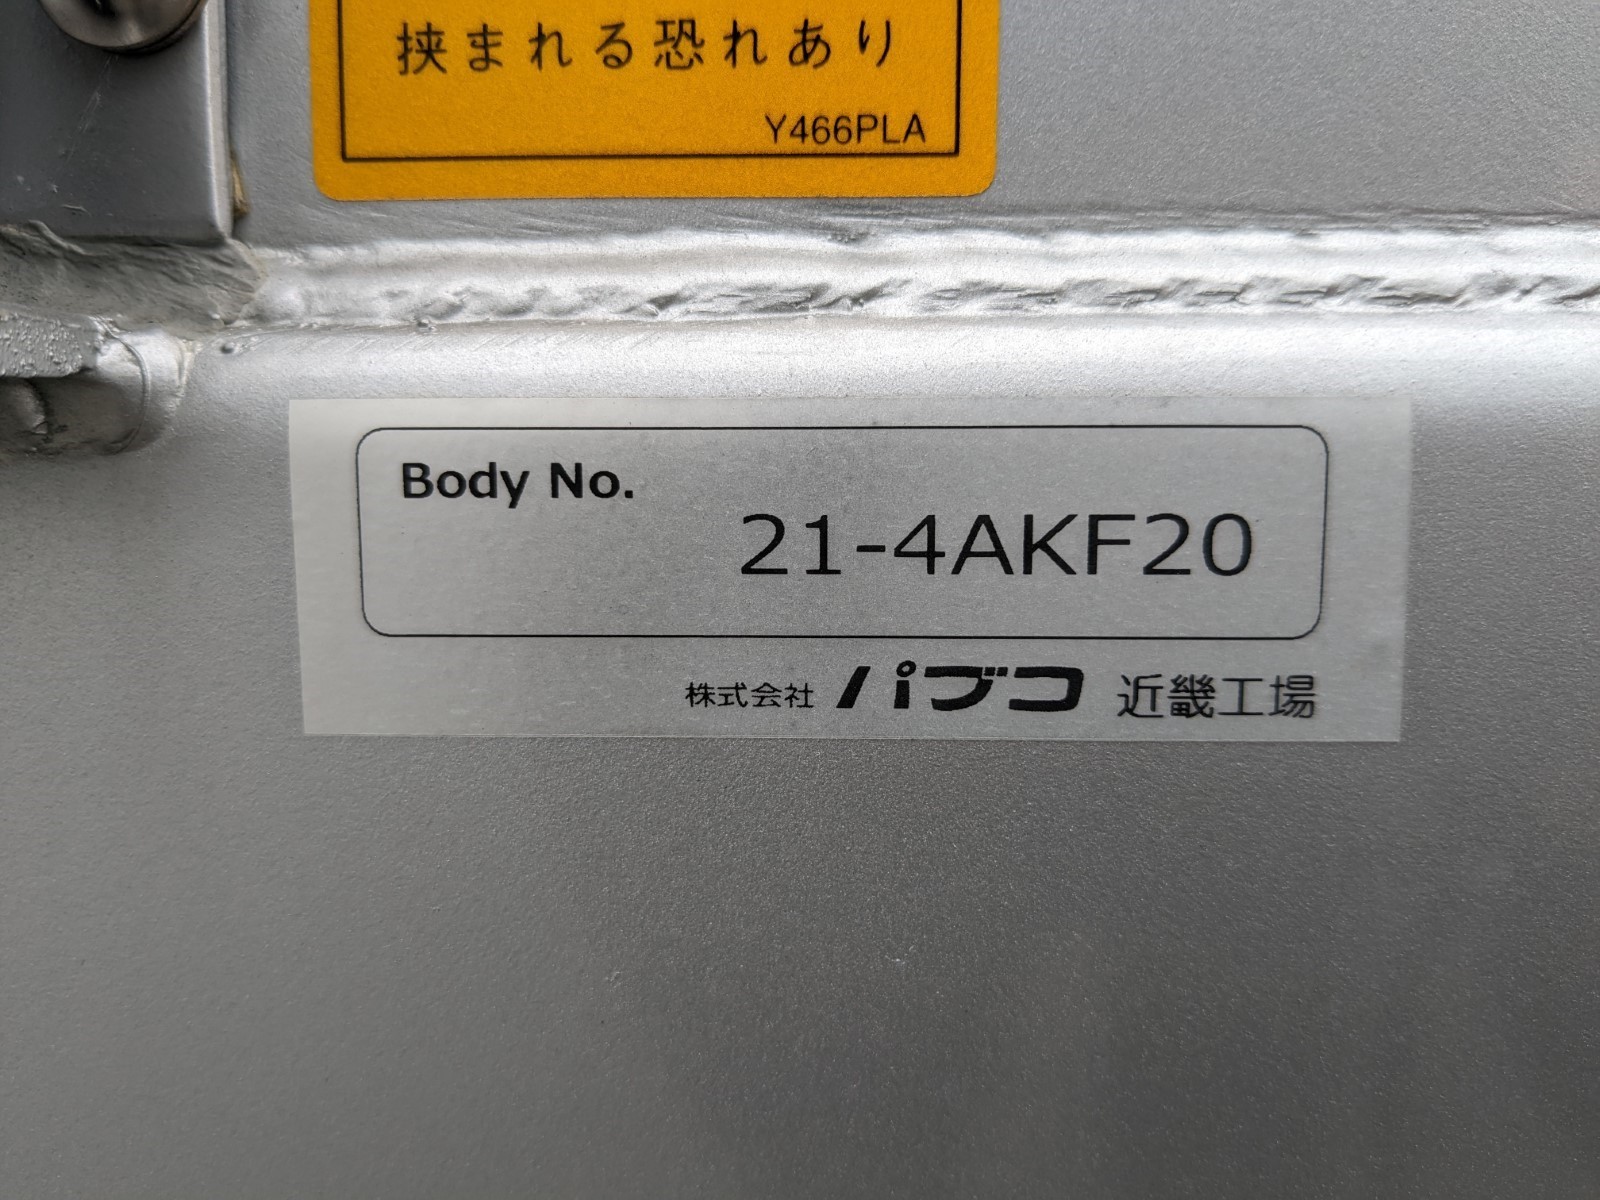 挟まれる恐れあり
Y466PLA
Body No.
21-4AKF20
株式会社 パブコ 近畿工場